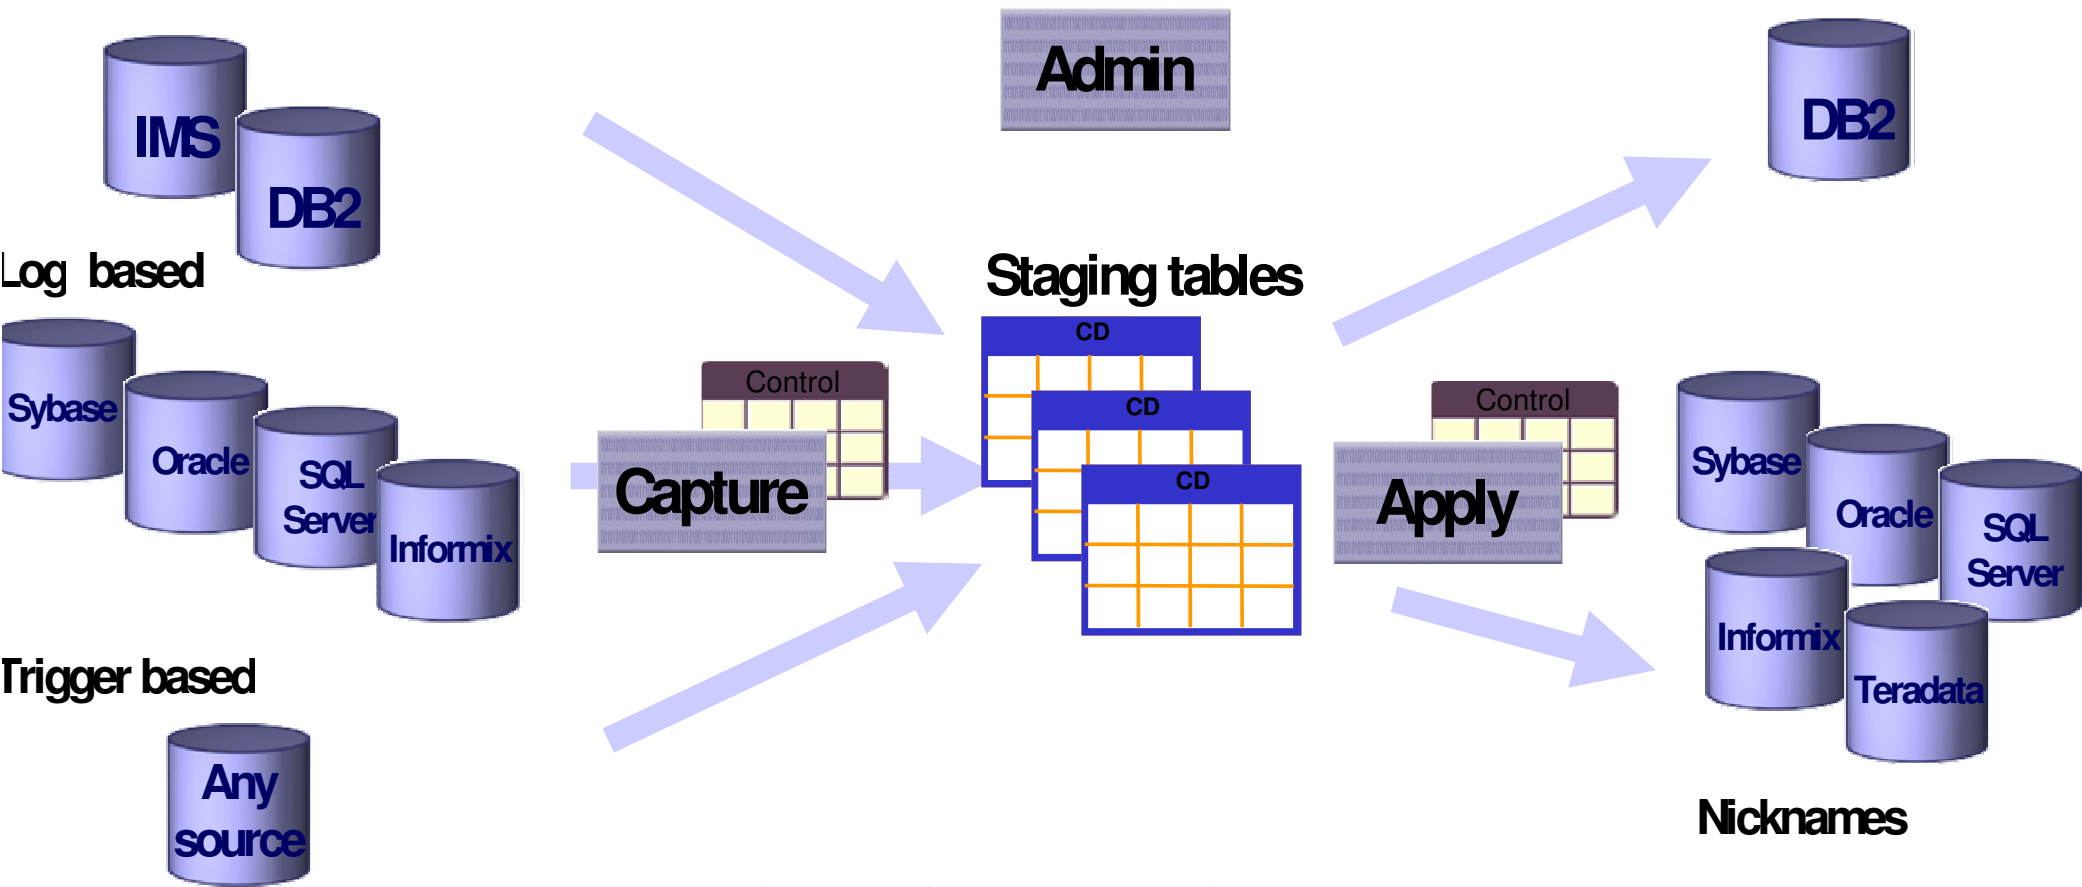 Admin
IMS
DB2
DB2
Log based
Staging tables
CD
CD
CD
Control
Capture
Control
Apply
Sybase
Oracle
SQL
Server
Informix
Sybase
Oracle
SQL
Server
Informix
Teradata
Trigger based
Any
source
Nicknames